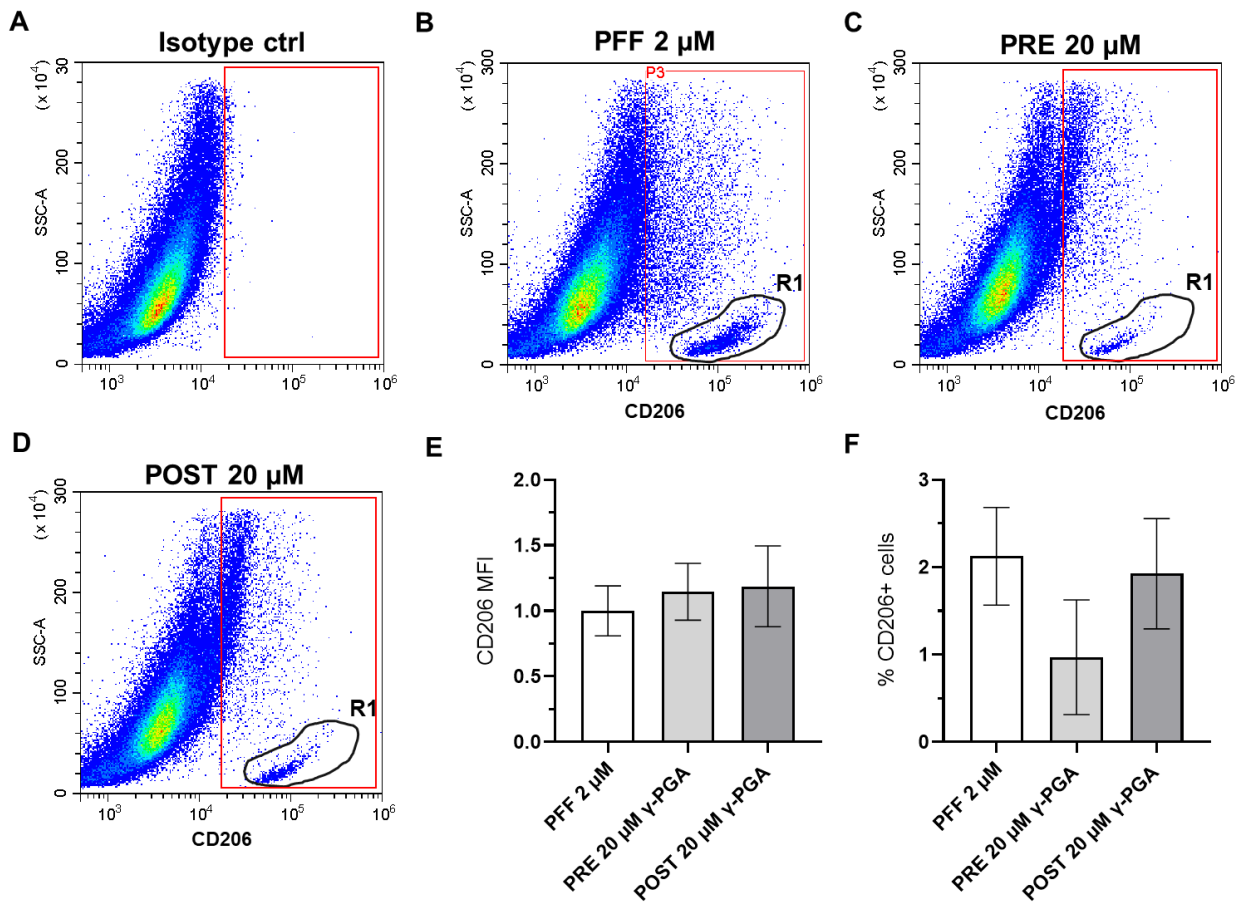 A
Isotype ctrl
(x 10⁴)
30
200
100
0
SSC-A
10³
10⁴
10⁵
10⁶
B
PFF 2 µM
(x 10⁴)
300
200
100
0
SSC-A
P3
R1
10³
10⁴
10⁵
10⁶
CD206
C
PRE 20 µM
(x 10⁴)
300
200
100
0
SSC-A
R1
10³
10⁴
10⁵
10⁶
CD206
D
POST 20 µM
(x 10⁴)
300
200
100
0
SSC-A
R1
10³
10⁴
10⁵
10⁶
CD206
E
2.0
1.5
1.0
0.5
0.0
CD206 MFI
PFF 2 µM
PRE 20 µM γ-PGA
POST 20 µM γ-PGA
F
3
2
1
0
% CD206+ cells
PFF 2 µM
PRE 20 µM γ-PGA
POST 20 µM γ-PGA